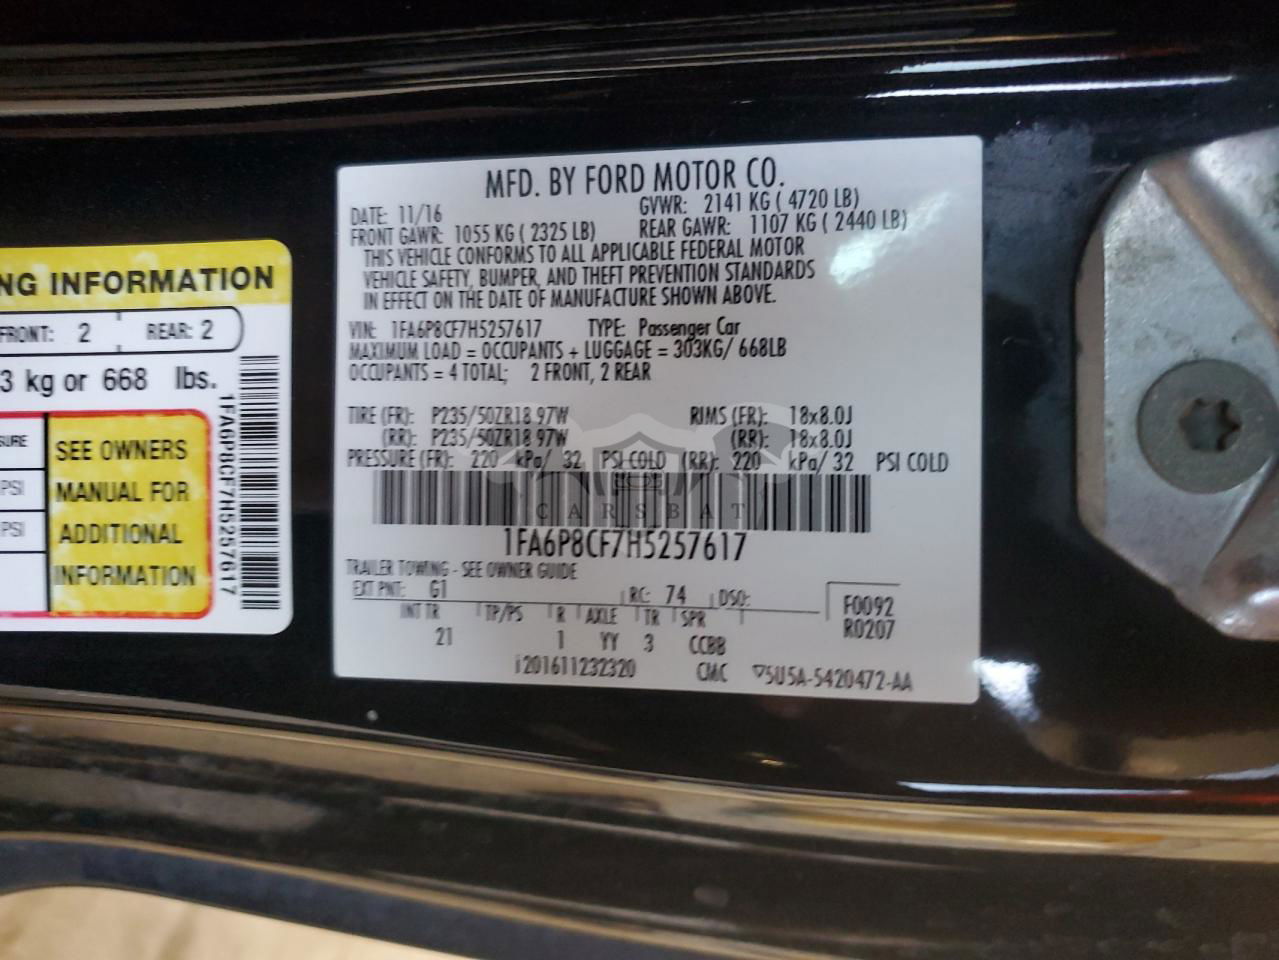 NG INFORMATION
FRONT: 2 REAR: 2
3 kg or 668 lbs.
SURE
PSI
PSI
SEE OWNERS
MANUAL FOR
ADDITIONAL
INFORMATION
1FA6P8CF7H5257617
MFD. BY FORD MOTOR CO.
DATE: 11/16 GVWR: 2141 KG ( 4720 LB)
FRONT GAWR: 1055 KG ( 2325 LB) REAR GAWR: 1107 KG ( 2440 LB)
THIS VEHICLE CONFORMS TO ALL APPLICABLE FEDERAL MOTOR
VEHICLE SAFETY, BUMPER, AND THEFT PREVENTION STANDARDS
IN EFFECT ON THE DATE OF MANUFACTURE SHOWN ABOVE.
VIN: 1FA6P8CF7H5257617 TYPE: Passenger Car
MAXIMUM LOAD = OCCUPANTS + LUGGAGE = 303KG/ 668LB
OCCUPANTS = 4 TOTAL; 2 FRONT, 2 REAR
TIRE (FR): P235/50ZR18 97W RIMS (FR): 18x8.0J
(RR): P235/50ZR18 97W (RR): 18x8.0J
PRESSURE (FR): 220 kPa/ 32 PSI COLD (RR): 220 kPa/ 32 PSI COLD
CARSBAT
1FA6P8CF7H5257617
TRAILER TOWING - SEE OWNER GUIDE
EXT PNT: G1 RC: 74 DSO:
INT TR TP/PS R AXLE TR SPR
21 1 YY 3 CCBB
F0092
R0207
i201611232320 CMC ▽5U5A-5420472-AA